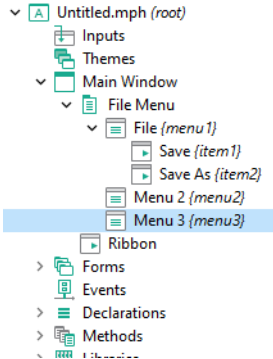 Untitled.mph (root)
Inputs
Themes
Main Window
File Menu
File {menu1}
Save {item1}
Save As {item2}
Menu 2 {menu2}
Menu 3 {menu3}
Ribbon
Forms
Events
Declarations
Methods